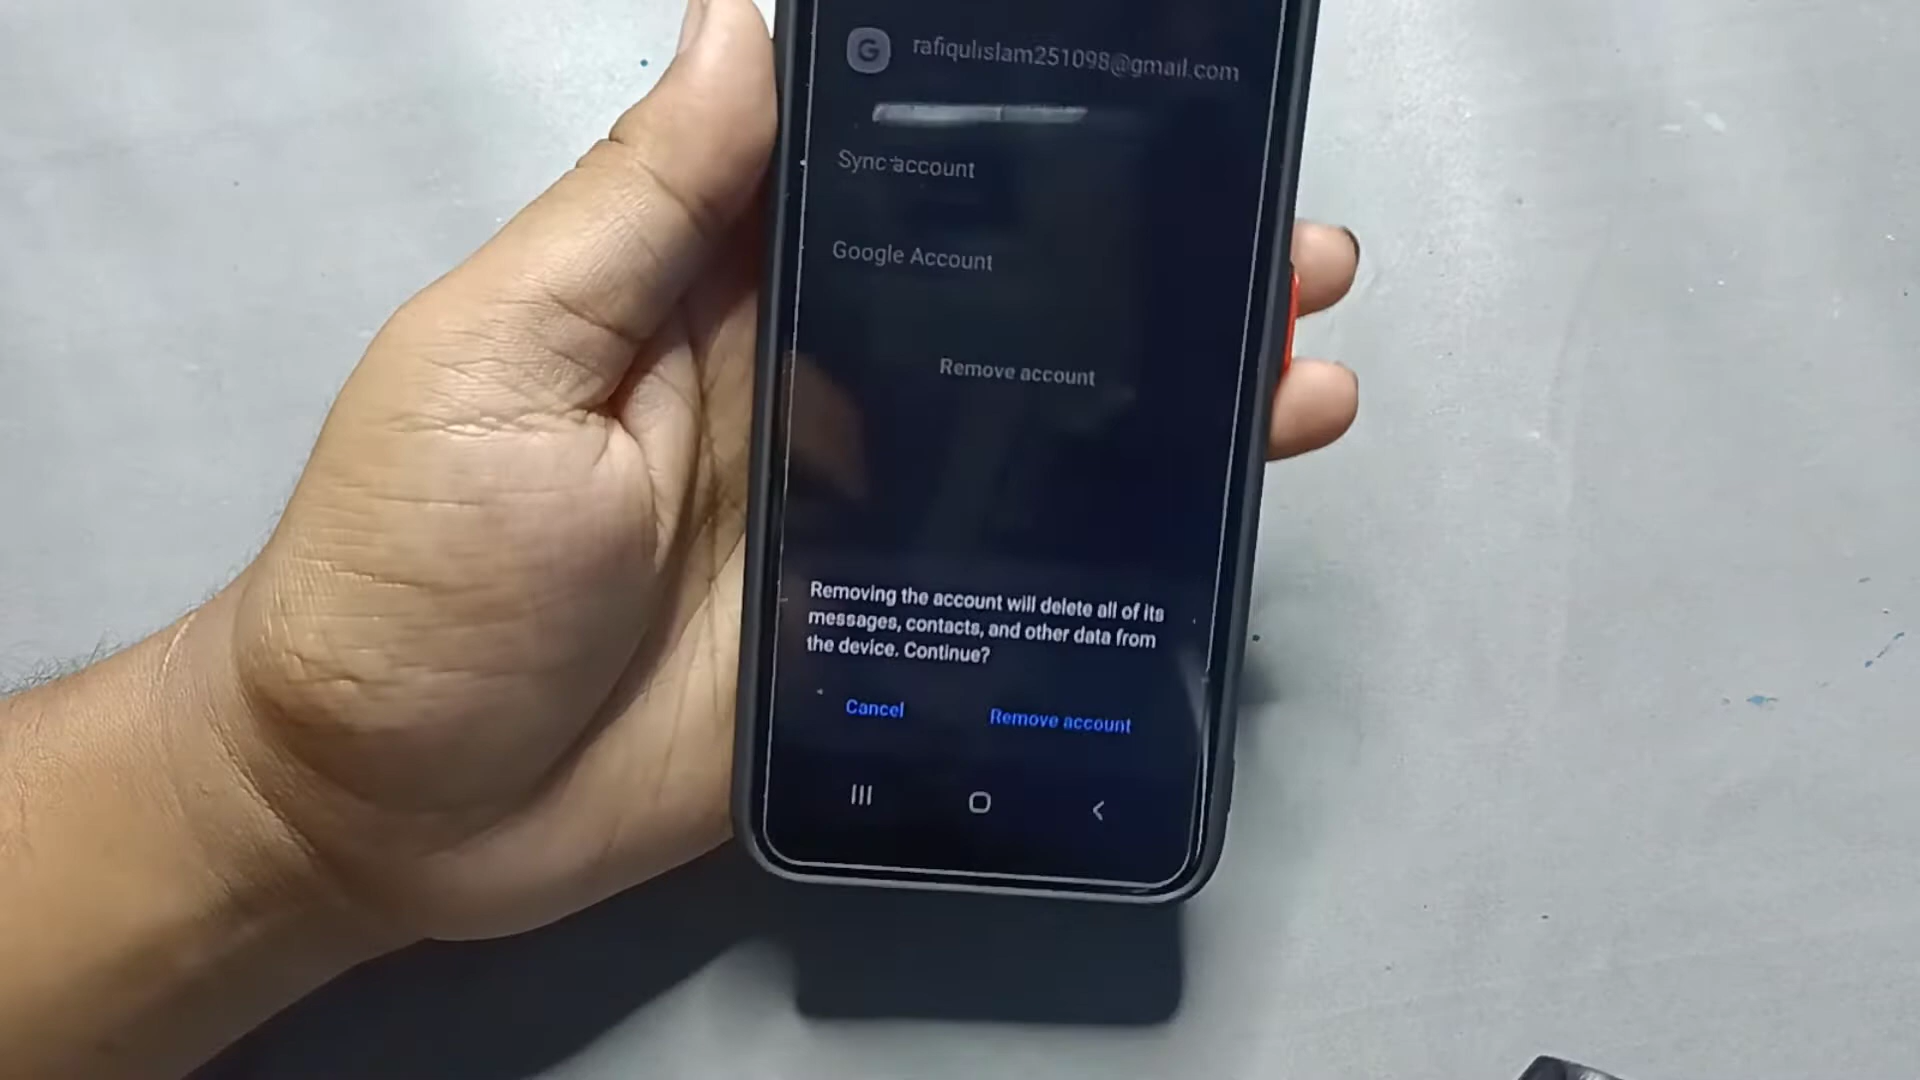 G
rafiqulislam251098@gmail.com
Sync account
Google Account
Remove account
Removing the account will delete all of its
messages, contacts, and other data from
the device. Continue?
Cancel
Remove account